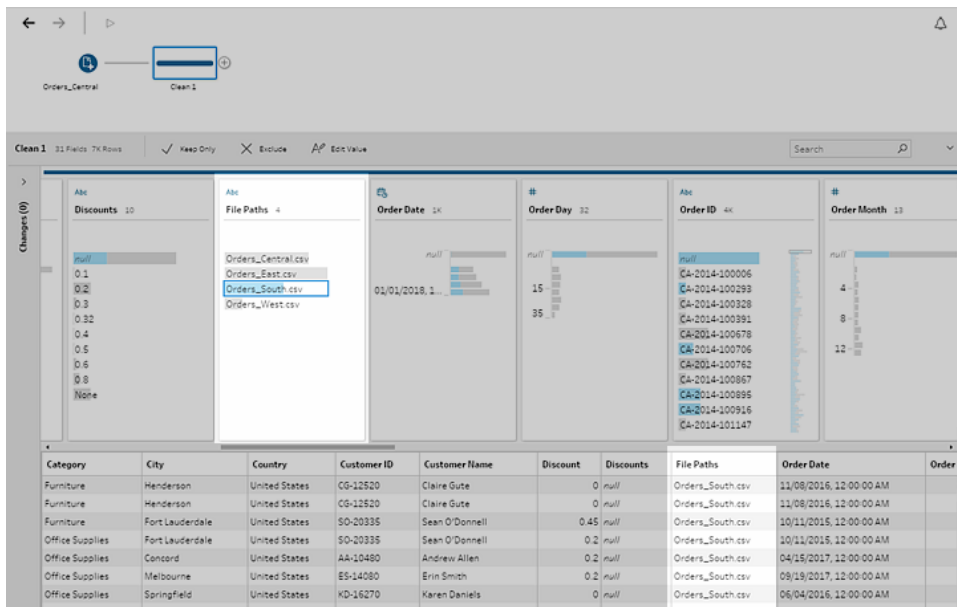 Orders_Central
Clean 1
Clean 1 31 Fields 7K Rows Keep Only Exclude Edit Value Search
Changes (0)
Abc
Discounts 10
null
0.1
0.2
0.3
0.32
0.4
0.5
0.6
0.8
None
Abc
File Paths 4
Orders_Central.csv
Orders_East.csv
Orders_South.csv
Orders_West.csv
Order Date 1K
null
01/01/2018, 1...
#
Order Day 32
null
15
35
Abc
Order ID 4K
null
CA-2014-100006
CA-2014-100293
CA-2014-100328
CA-2014-100391
CA-2014-100678
CA-2014-100706
CA-2014-100762
CA-2014-100867
CA-2014-100895
CA-2014-100916
CA-2014-101147
#
Order Month 13
null
4
8
12
Category City Country Customer ID Customer Name Discount Discounts File Paths Order Date Order
Furniture Henderson United States CG-12520 Claire Gute 0 null Orders_South.csv 11/08/2016, 12:00:00 AM
Furniture Henderson United States CG-12520 Claire Gute 0 null Orders_South.csv 11/08/2016, 12:00:00 AM
Furniture Fort Lauderdale United States SO-20335 Sean O'Donnell 0.45 null Orders_South.csv 10/11/2015, 12:00:00 AM
Office Supplies Fort Lauderdale United States SO-20335 Sean O'Donnell 0.2 null Orders_South.csv 10/11/2015, 12:00:00 AM
Office Supplies Concord United States AA-10480 Andrew Allen 0.2 null Orders_South.csv 04/15/2017, 12:00:00 AM
Office Supplies Melbourne United States ES-14080 Erin Smith 0.2 null Orders_South.csv 09/19/2017, 12:00:00 AM
Office Supplies Springfield United States KD-16270 Karen Daniels 0 null Orders_South.csv 06/04/2016, 12:00:00 AM